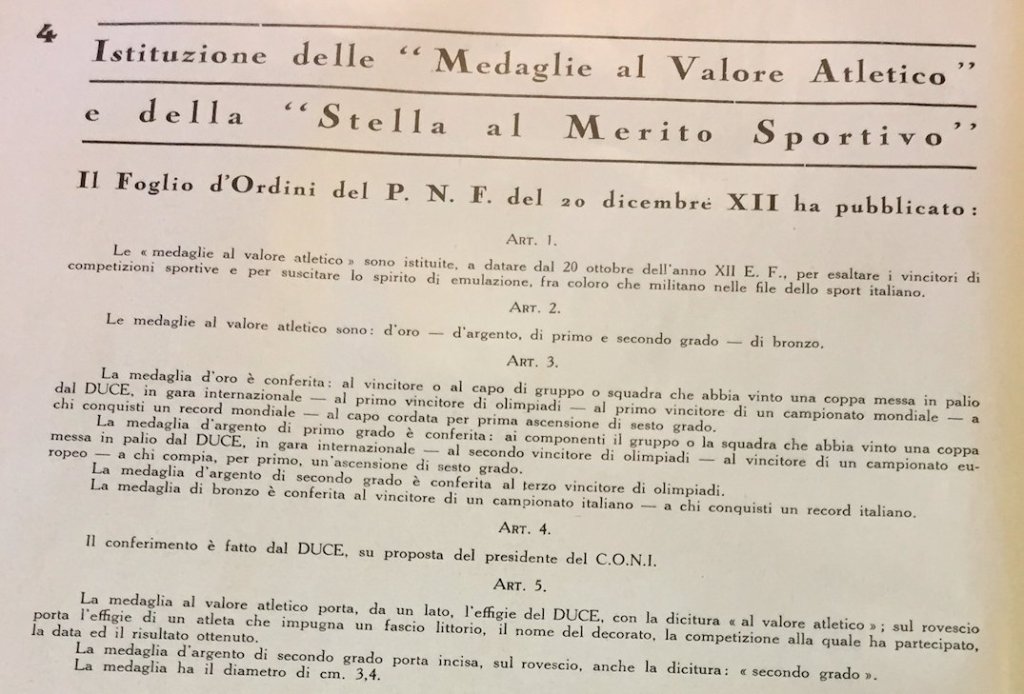 4
Istituzione delle “Medaglie al Valore Atletico”
e della “Stella al Merito Sportivo”
Il Foglio d'Ordini del P. N. F. del 20 dicembre XII ha pubblicato:
ART. 1.
Le « medaglie al valore atletico » sono istituite, a datare dal 20 ottobre dell'anno XII E. F., per esaltare i vincitori di
competizioni sportive e per suscitare lo spirito di emulazione, fra coloro che militano nelle file dello sport italiano.
ART. 2.
Le medaglie al valore atletico sono: d'oro — d'argento, di primo e secondo grado — di bronzo.
ART. 3.
La medaglia d'oro è conferita: al vincitore o al capo di gruppo o squadra che abbia vinto una coppa messa in palio
dal DUCE, in gara internazionale — al primo vincitore di olimpiadi — al primo vincitore di un campionato mondiale — a
chi conquisti un record mondiale — al capo cordata per prima ascensione di sesto grado.
La medaglia d'argento di primo grado è conferita: ai componenti il gruppo o la squadra che abbia vinto una coppa
messa in palio dal DUCE, in gara internazionale — al secondo vincitore di olimpiadi — al vincitore di un campionato eu-
ropeo — a chi compia, per primo, un'ascensione di sesto grado.
La medaglia d'argento di secondo grado è conferita al terzo vincitore di olimpiadi.
La medaglia di bronzo è conferita al vincitore di un campionato italiano — a chi conquisti un record italiano.
ART. 4.
Il conferimento è fatto dal DUCE, su proposta del presidente del C.O.N.I.
ART. 5.
La medaglia al valore atletico porta, da un lato, l'effigie del DUCE, con la dicitura « al valore atletico » ; sul rovescio
porta l'effigie di un atleta che impugna un fascio littorio, il nome del decorato, la competizione alla quale ha partecipato,
la data ed il risultato ottenuto.
La medaglia d'argento di secondo grado porta incisa, sul rovescio, anche la dicitura: « secondo grado ».
La medaglia ha il diametro di cm. 3,4.